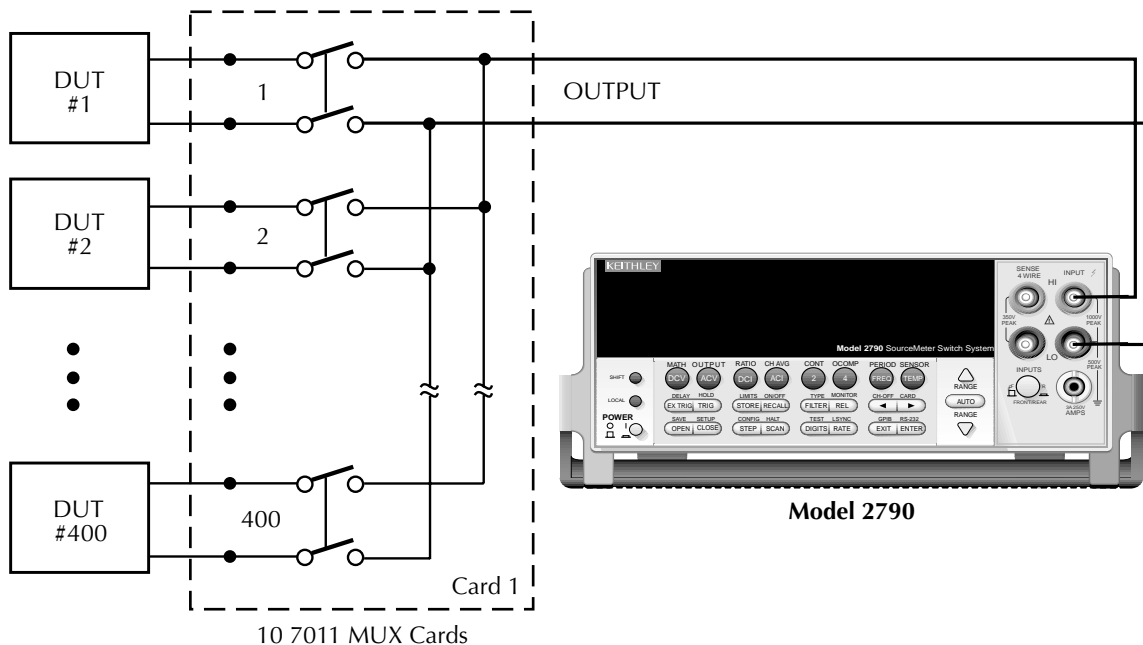 DUT
#1
1
OUTPUT
DUT
#2
2
DUT
#400
400
Card 1
10 7011 MUX Cards
KEITHLEY
Model 2790 SourceMeter Switch System
SENSE
4 WIRE
INPUT
HI
350V
PEAK
1000V
PEAK
LO
500V
PEAK
INPUTS
F
R
FRONT/REAR
3A 250V
AMPS
SHIFT
LOCAL
POWER
O I
MATH OUTPUT RATIO CH AVG CONT OCOMP PERIOD SENSOR
DCV ACV DCI ACI 2 4 FREQ TEMP
DELAY HOLD LIMITS ON/OFF TYPE MONITOR CH-OFF CARD
EX TRIG TRIG STORE RECALL FILTER REL
SAVE SETUP CONFIG HALT TEST LSYNC GPIB RS-232
OPEN CLOSE STEP SCAN DIGITS RATE EXIT ENTER
RANGE
AUTO
RANGE
Model 2790